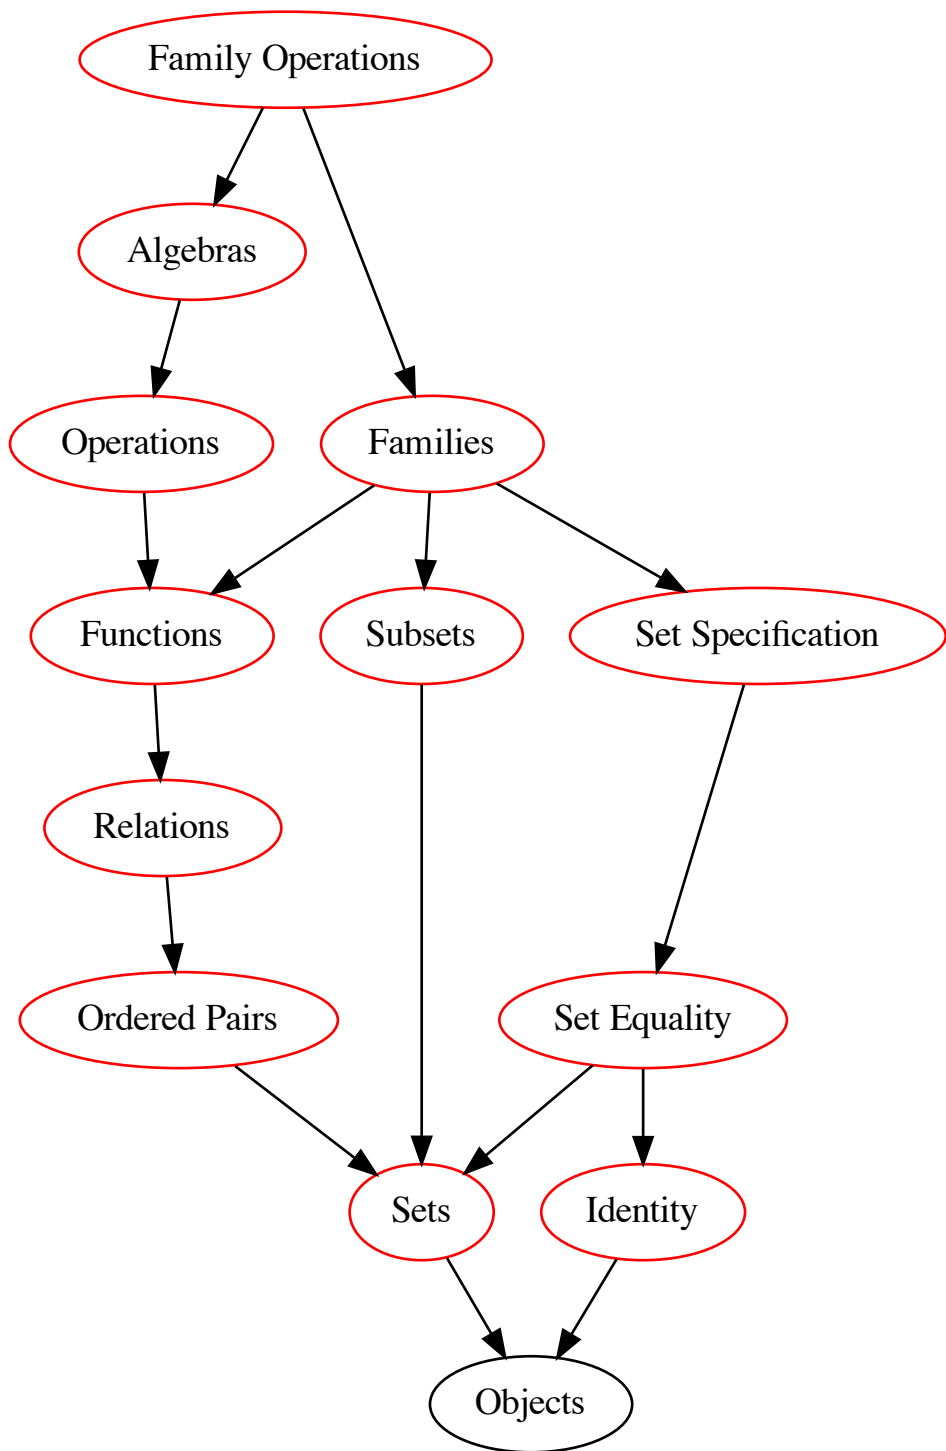 Family Operations
Algebras
Operations
Families
Functions
Subsets
Set Specification
Relations
Ordered Pairs
Set Equality
Sets
Identity
Objects